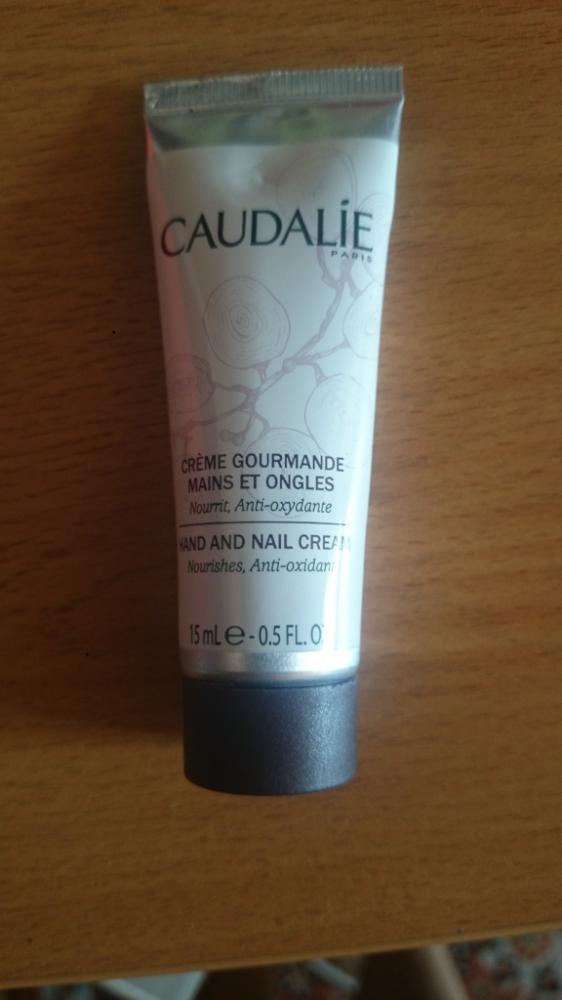 CAUDALÍE
PARIS
CRÈME GOURMANDE
MAINS ET ONGLES
Nourrit, Anti-oxydante
HAND AND NAIL CREAM
Nourishes, Anti-oxidant
15 mL e - 0.5 FL. OZ